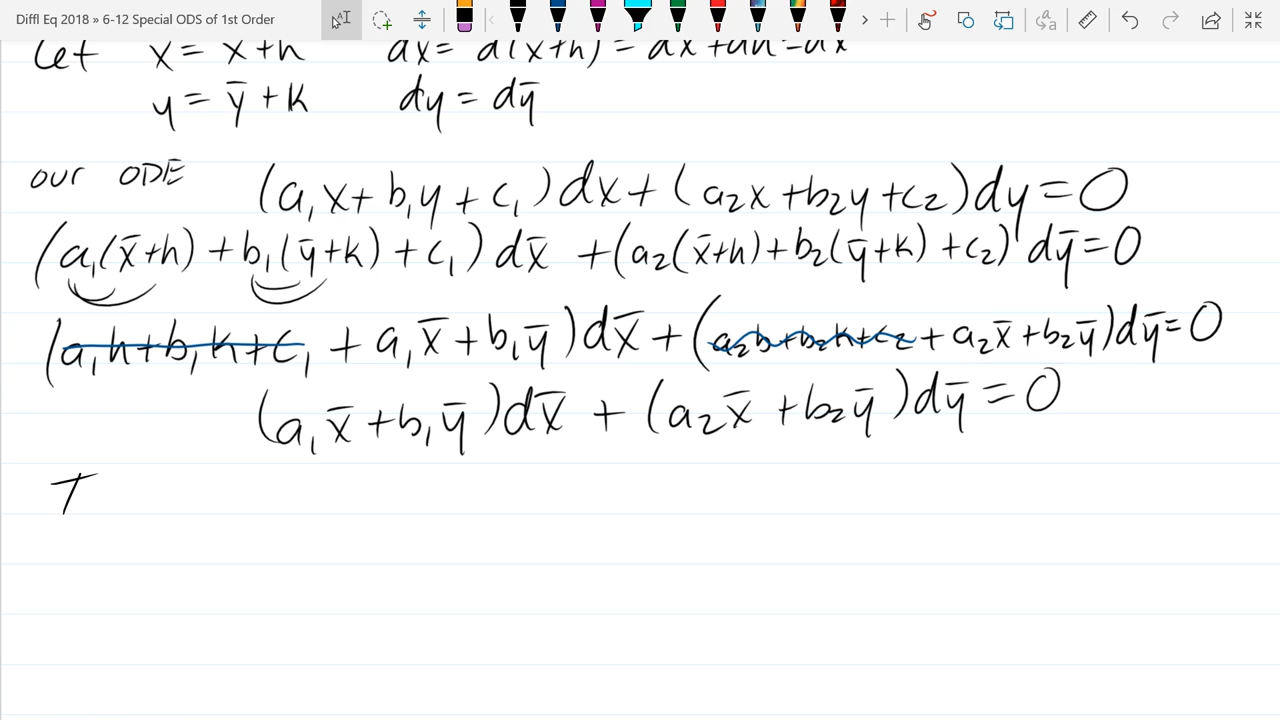 Diffl Eq 2018 » 6-12 Special ODS of 1st Order
Let x = x̄+h dx = d(x̄+h) = dx̄ + dh = dx̄
y = ȳ + k dy = dȳ
our ODE (a₁x + b₁y + c₁)dx + (a₂x + b₂y + c₂)dy = 0
(a₁(x̄+h) + b₁(ȳ+k) + c₁)dx̄ + (a₂(x̄+h) + b₂(ȳ+k) + c₂)dȳ = 0
(a₁h + b₁k + c₁ + a₁x̄ + b₁ȳ)dx̄ + (a₂h + b₂k + c₂ + a₂x̄ + b₂ȳ)dȳ = 0
(a₁x̄ + b₁ȳ)dx̄ + (a₂x̄ + b₂ȳ)dȳ = 0
T